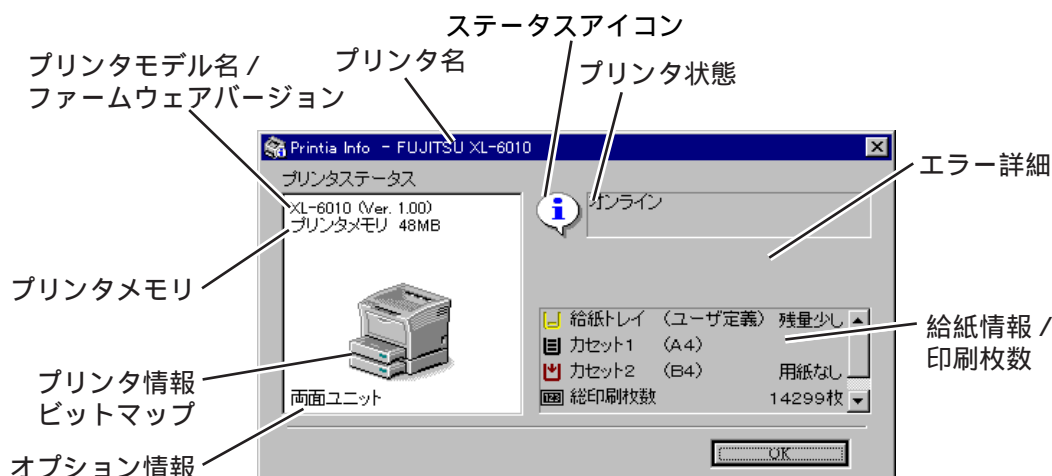 ステータスアイコン
プリンタモデル名 /
ファームウェアバージョン
プリンタ名
プリンタ状態
Printia Info - FUJITSU XL-6010
エラー詳細
プリンタステータス
XL-6010 (Ver. 1.00)
プリンタメモリ 48MB
オンライン
プリンタメモリ
給紙トレイ (ユーザ定義) 残量少し
カセット1 (A4)
カセット2 (B4) 用紙なし
123 総印刷枚数 14299枚
給紙情報 /
印刷枚数
プリンタ情報
ビットマップ
両面ユニット
オプション情報
OK